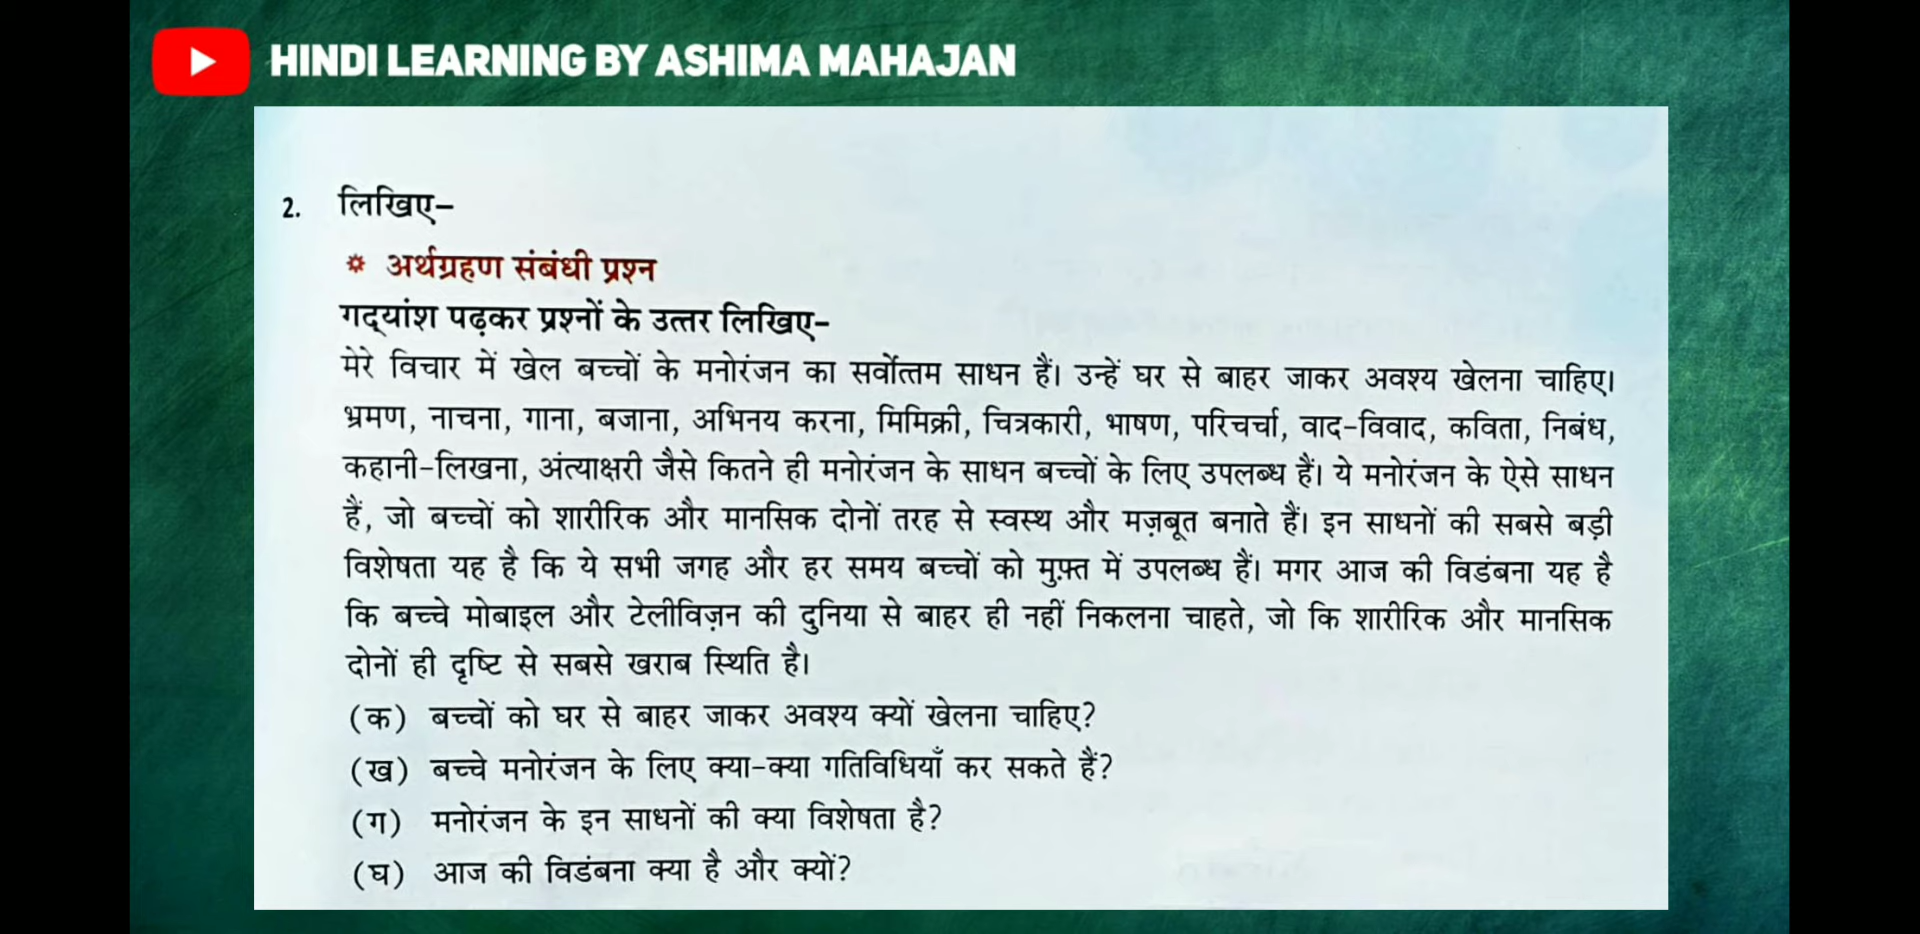 HINDI LEARNING BY ASHIMA MAHAJAN
2. लिखिए–
* अर्थग्रहण संबंधी प्रश्न
गद्‌यांश पढ़कर प्रश्नों के उत्तर लिखिए–
मेरे विचार में खेल बच्चों के मनोरंजन का सर्वोत्तम साधन हैं। उन्हें घर से बाहर जाकर अवश्य खेलना चाहिए।
भ्रमण, नाचना, गाना, बजाना, अभिनय करना, मिमिक्री, चित्रकारी, भाषण, परिचर्चा, वाद-विवाद, कविता, निबंध,
कहानी-लिखना, अंत्याक्षरी जैसे कितने ही मनोरंजन के साधन बच्चों के लिए उपलब्ध हैं। ये मनोरंजन के ऐसे साधन
हैं, जो बच्चों को शारीरिक और मानसिक दोनों तरह से स्वस्थ और मज़बूत बनाते हैं। इन साधनों की सबसे बड़ी
विशेषता यह है कि ये सभी जगह और हर समय बच्चों को मुफ़्त में उपलब्ध हैं। मगर आज की विडंबना यह है
कि बच्चे मोबाइल और टेलीविज़न की दुनिया से बाहर ही नहीं निकलना चाहते, जो कि शारीरिक और मानसिक
दोनों ही दृष्टि से सबसे खराब स्थिति है।
(क) बच्चों को घर से बाहर जाकर अवश्य क्यों खेलना चाहिए?
(ख) बच्चे मनोरंजन के लिए क्या-क्या गतिविधियाँ कर सकते हैं?
(ग) मनोरंजन के इन साधनों की क्या विशेषता है?
(घ) आज की विडंबना क्या है और क्यों?